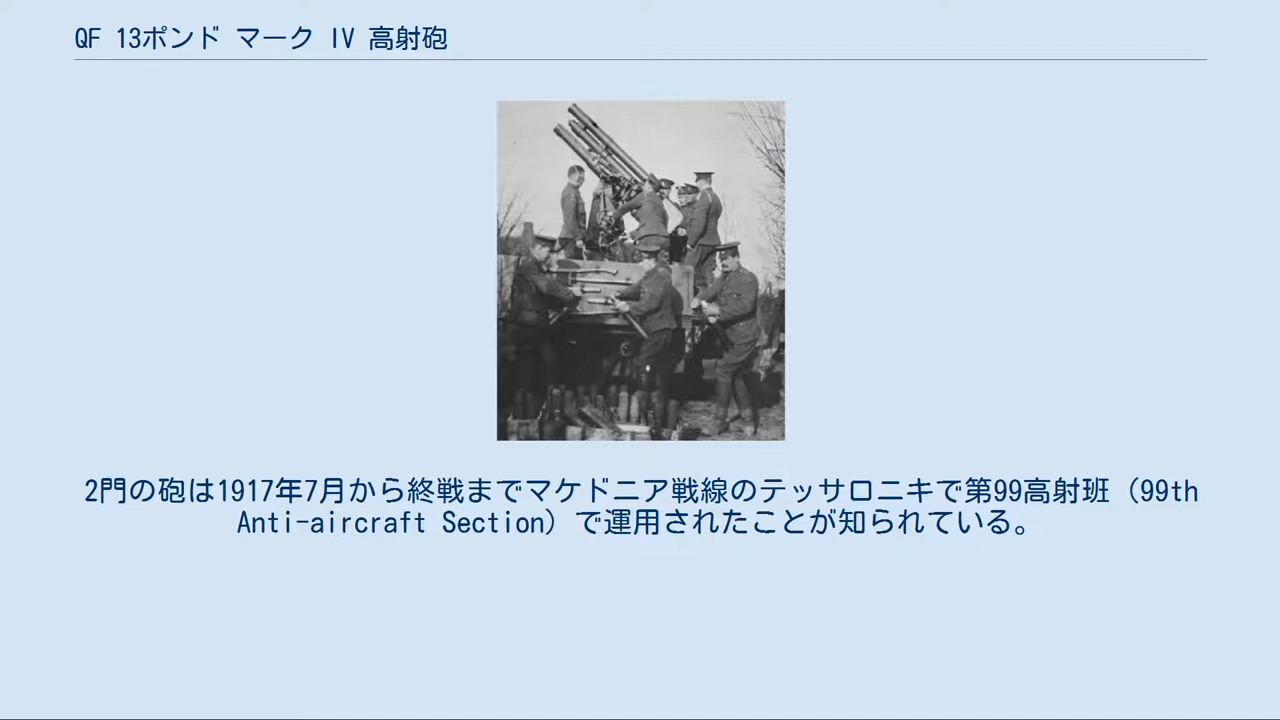 QF 13ポンド マーク IV 高射砲
2門の砲は1917年7月から終戦までマケドニア戦線のテッサロニキで第99高射班（99th
Anti-aircraft Section）で運用されたことが知られている。